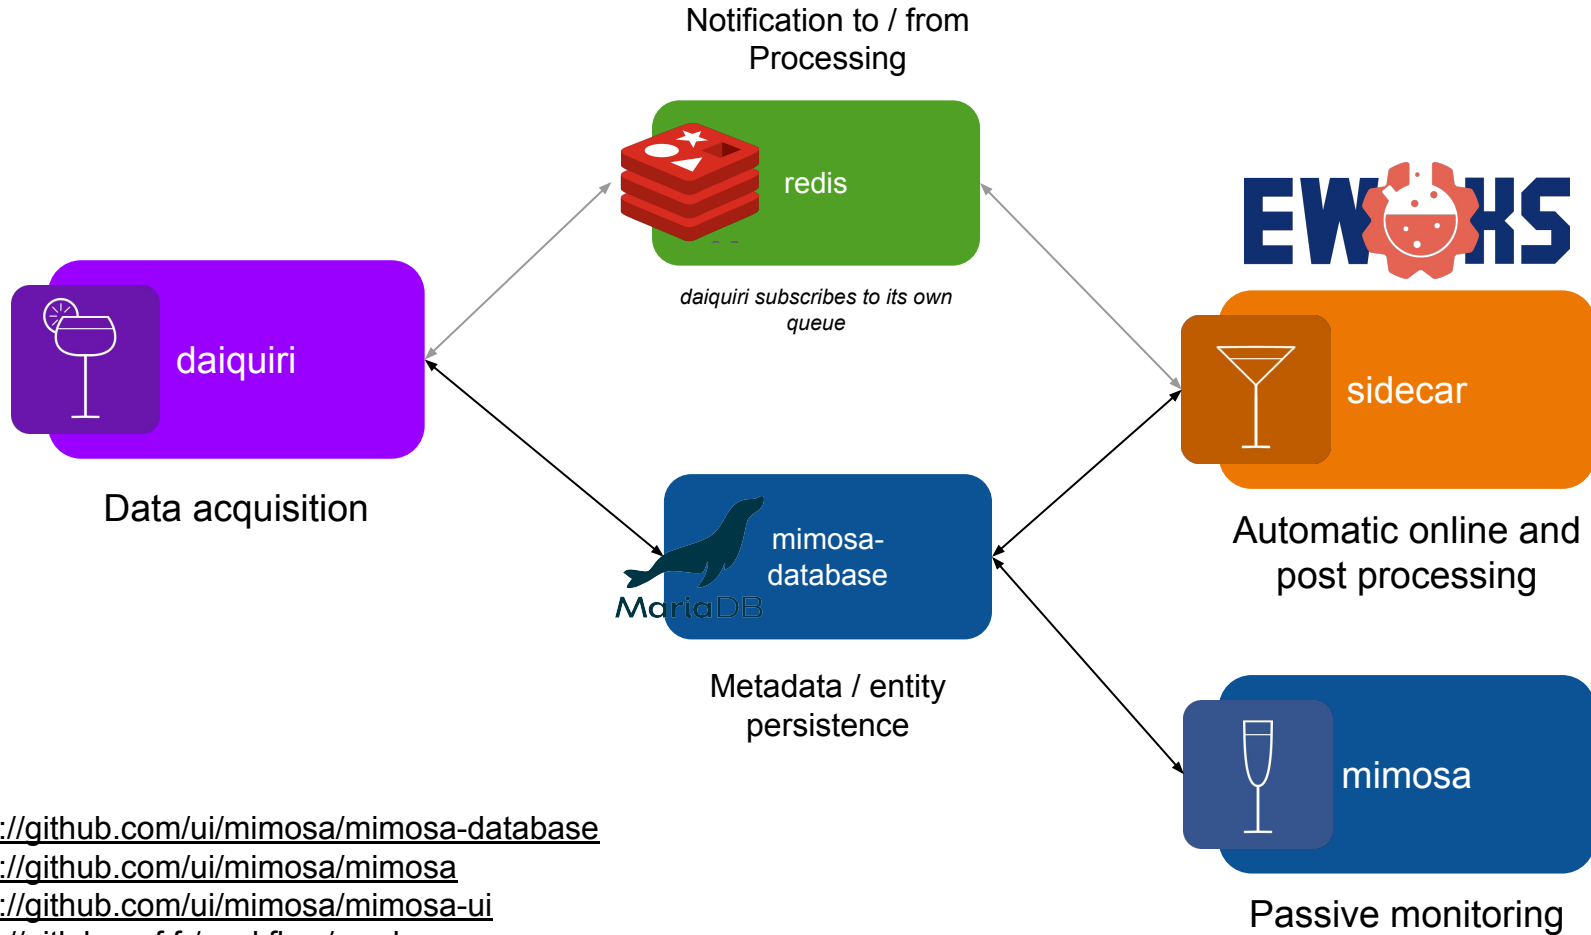 Notification to / from
Processing
redis
daiquiri subscribes to its own
queue
EWOKS
daiquiri
sidecar
Data acquisition
mimosa-
database
MariaDB
Automatic online and
post processing
Metadata / entity
persistence
mimosa
Passive monitoring
://github.com/ui/mimosa/mimosa-database
://github.com/ui/mimosa/mimosa
://github.com/ui/mimosa/mimosa-ui